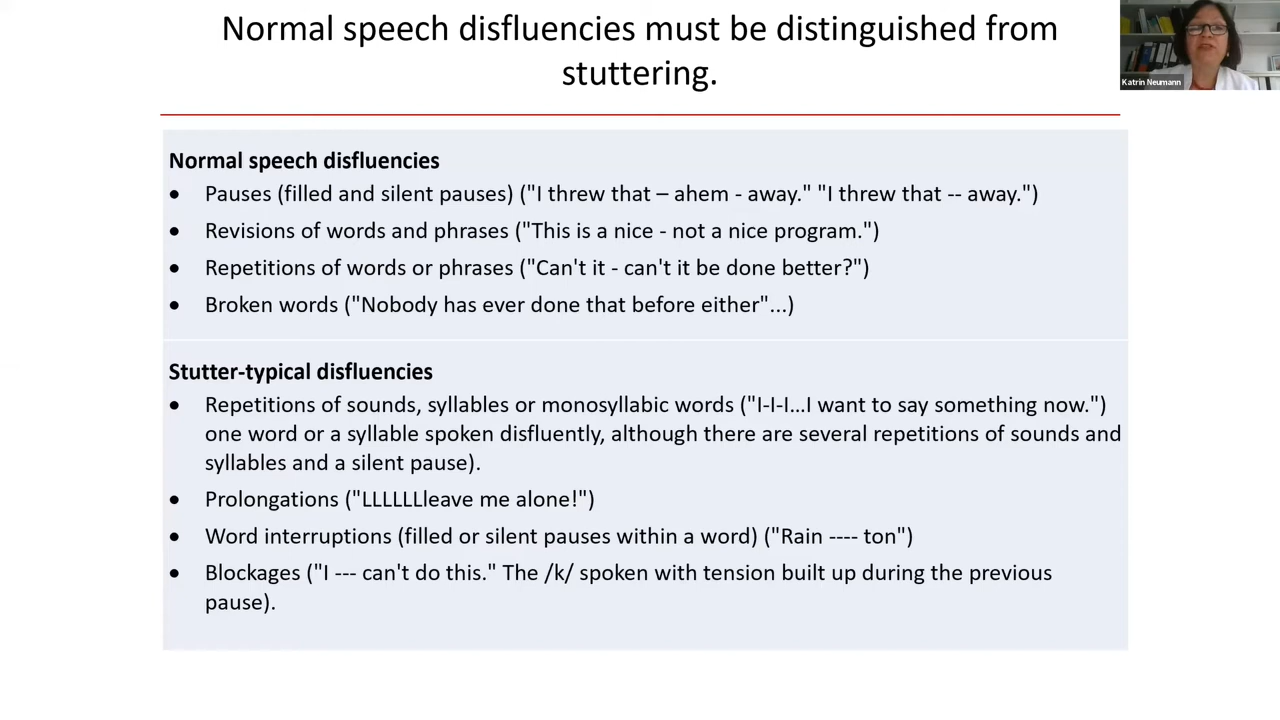 Normal speech disfluencies must be distinguished from
stuttering.
Katrin Neumann
Normal speech disfluencies
• Pauses (filled and silent pauses) ("I threw that – ahem - away." "I threw that -- away.")
• Revisions of words and phrases ("This is a nice - not a nice program.")
• Repetitions of words or phrases ("Can't it - can't it be done better?")
• Broken words ("Nobody has ever done that before either"...)
Stutter-typical disfluencies
• Repetitions of sounds, syllables or monosyllabic words ("I-I-I…I want to say something now.")
one word or a syllable spoken disfluently, although there are several repetitions of sounds and
syllables and a silent pause).
• Prolongations ("LLLLLLleave me alone!")
• Word interruptions (filled or silent pauses within a word) ("Rain ---- ton")
• Blockages ("I --- can't do this." The /k/ spoken with tension built up during the previous
pause).